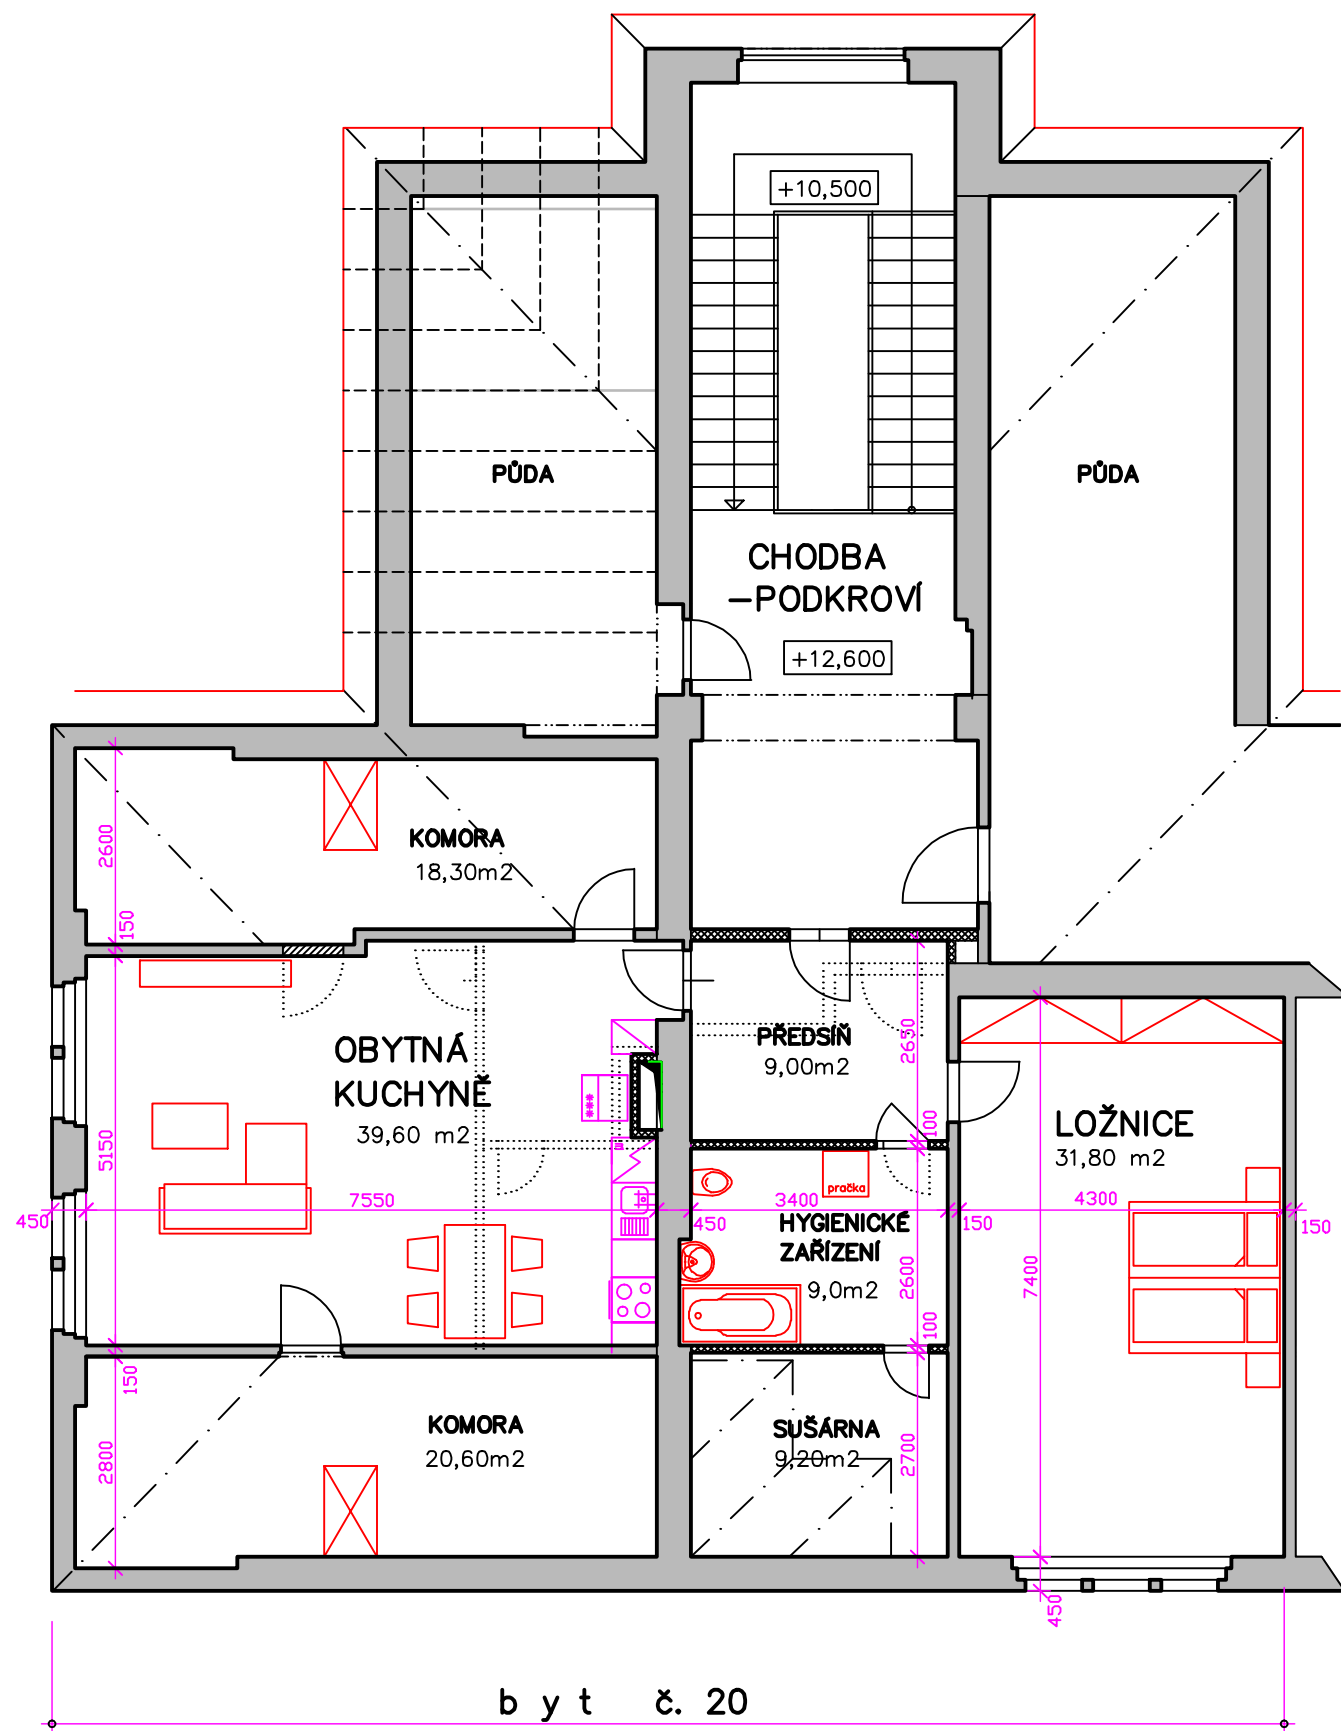 +10,500
PŮDA
PŮDA
CHODBA
-PODKROVÍ
+12,600
2600
KOMORA
18,30m2
150
OBYTNÁ
KUCHYNĚ
39,60 m2
PŘEDSÍŇ
9,00m2
2650
100
LOŽNICE
31,80 m2
5150
***
pračka
450
7550
450
3400
150
4300
150
HYGIENICKÉ
ZAŘÍZENÍ
9,0m2
2600
7400
100
150
KOMORA
20,60m2
2800
SUŠÁRNA
9,20m2
2700
450
byt č. 20